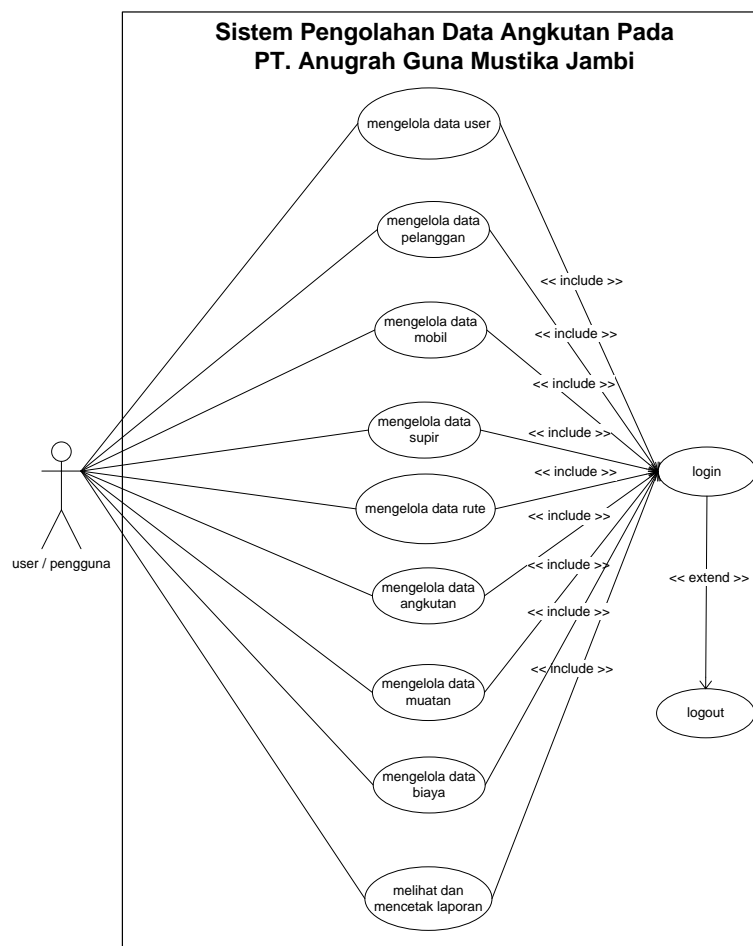 Sistem Pengolahan Data Angkutan Pada
PT. Anugrah Guna Mustika Jambi
mengelola data user
mengelola data
pelanggan
<< include >>
mengelola data
mobil
<< include >>
<< include >>
mengelola data
supir
<< include >>
login
<< include >>
mengelola data rute
<< include >>
user / pengguna
<< include >>
<< extend >>
mengelola data
angkutan
<< include >>
mengelola data
muatan
<< include >>
logout
mengelola data
biaya
melihat dan
mencetak laporan